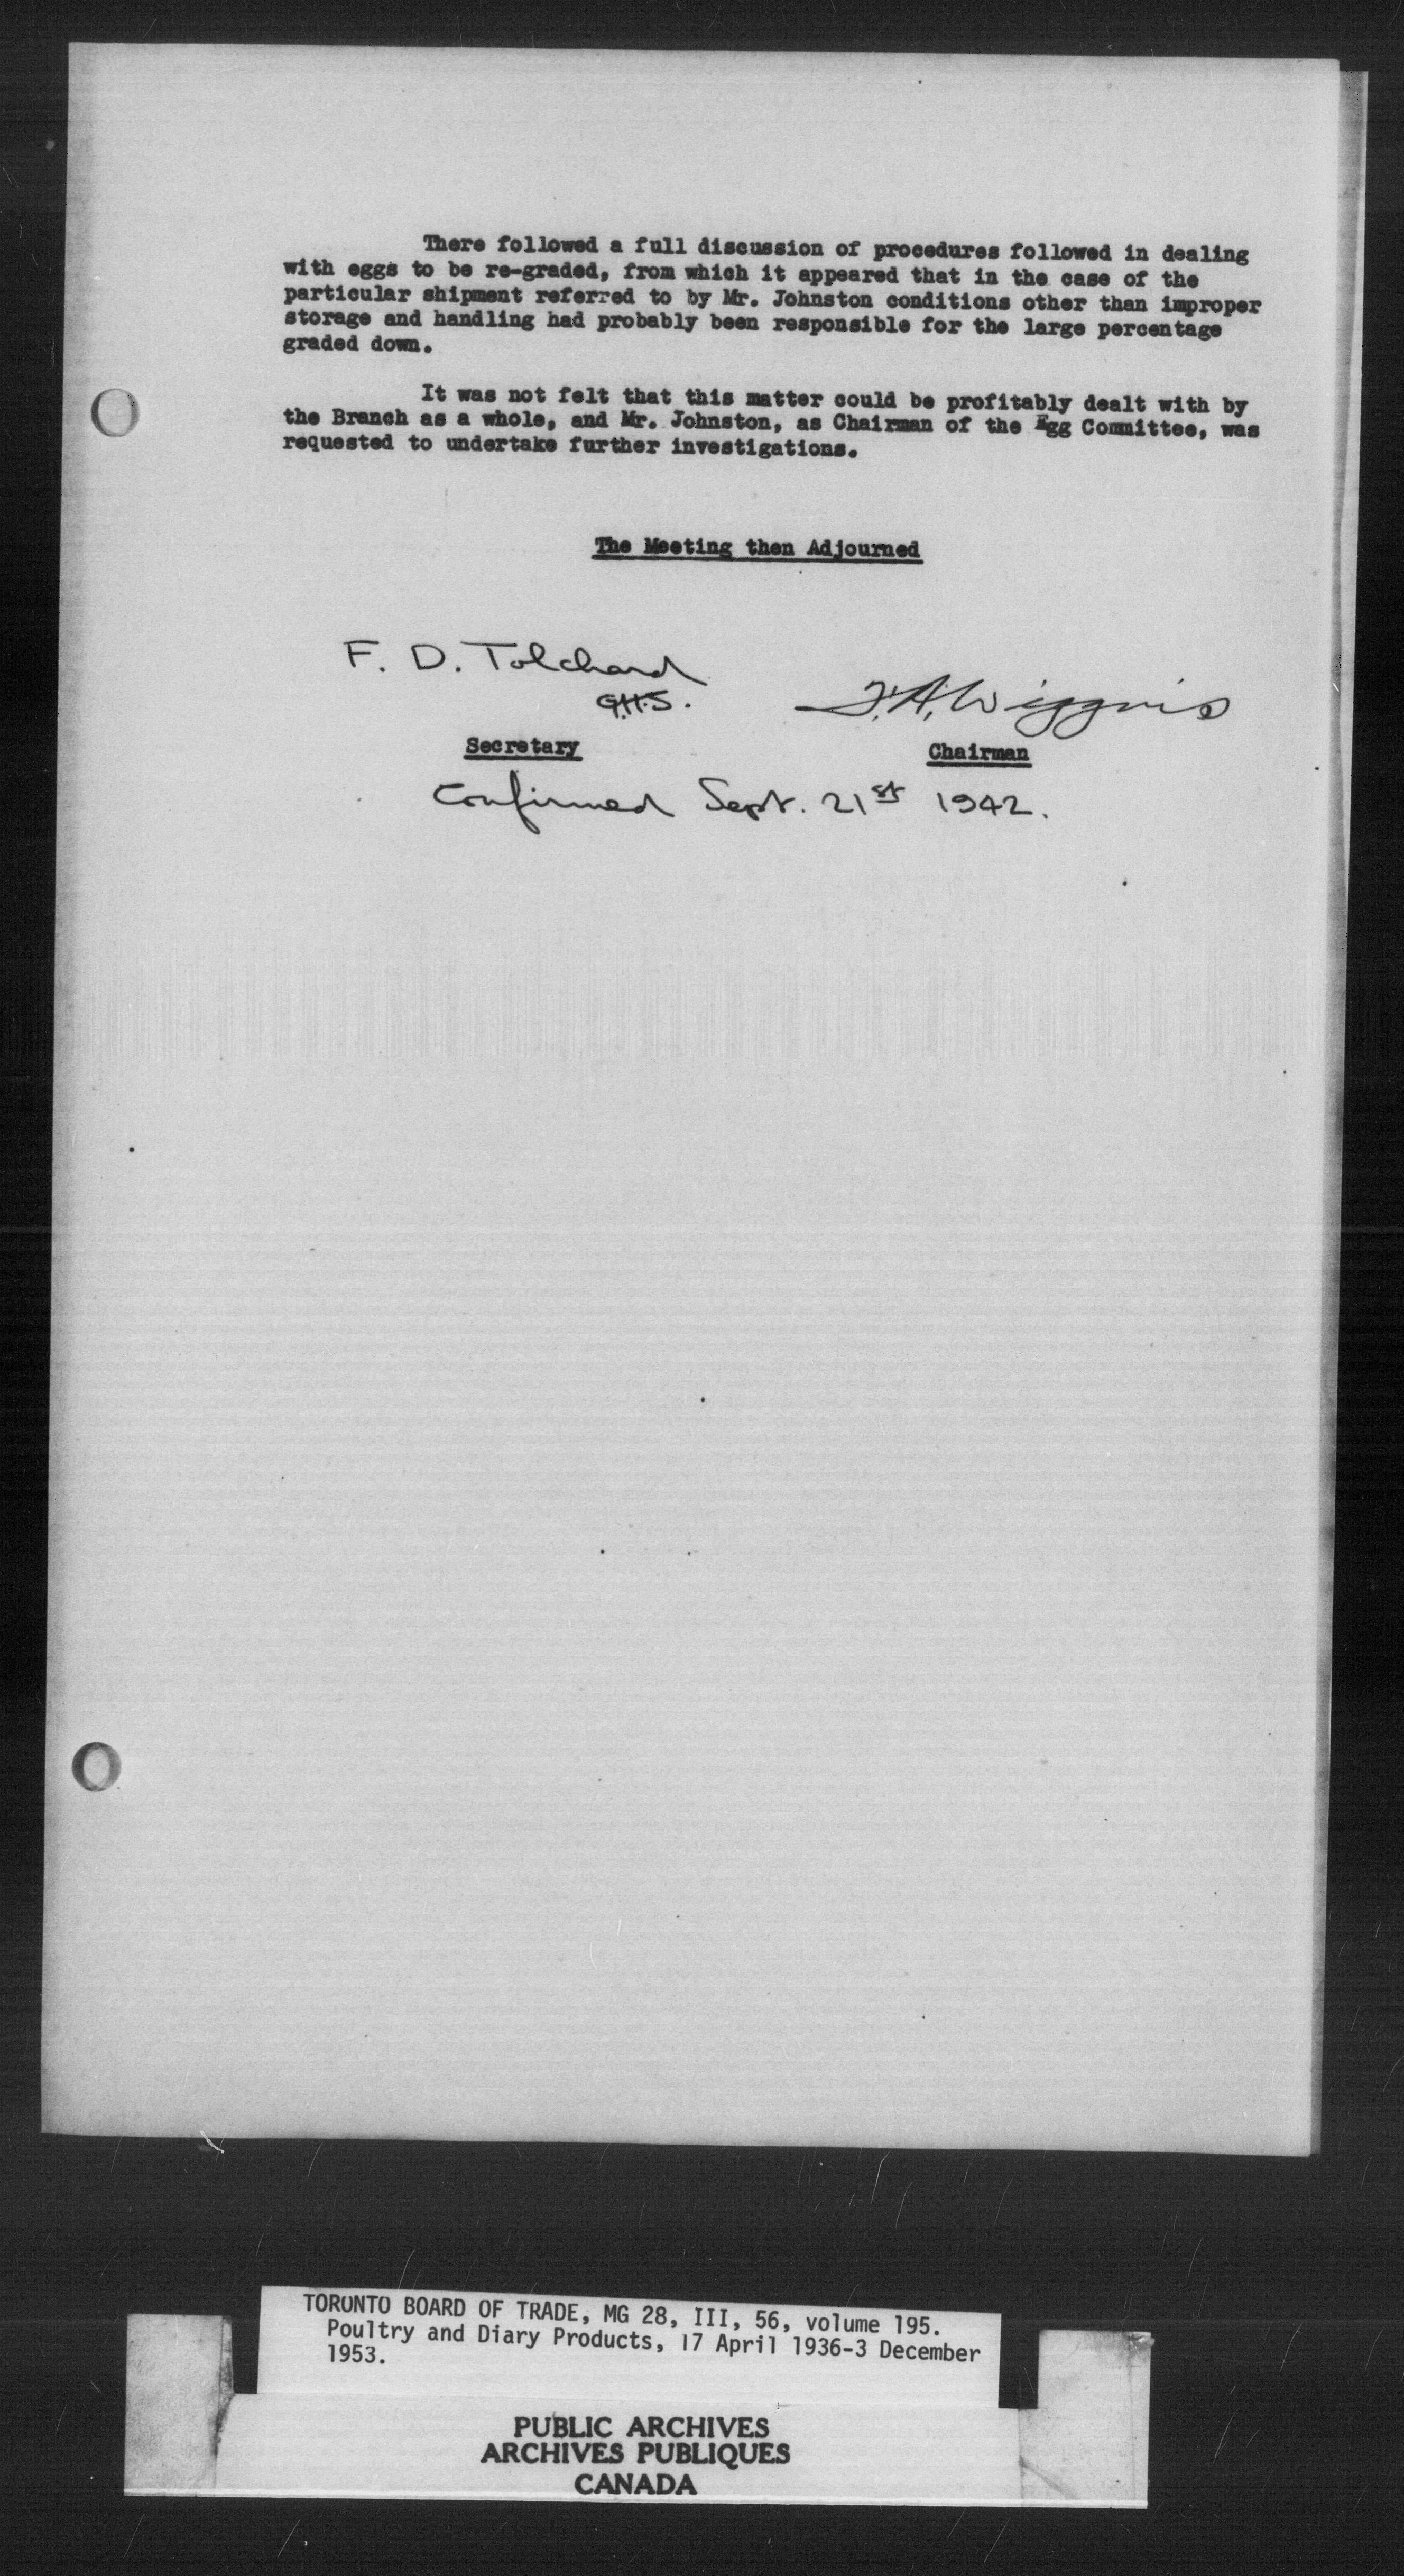 There followed a full discussion of procedures followed in dealing
with eggs to be re-graded, from which it appeared that in the case of the
particular shipment referred to by Mr. Johnston conditions other than improper
storage and handling had probably been responsible for the large percentage
graded down.
It was not felt that this matter could be profitably dealt with by
the Branch as a whole, and Mr. Johnston, as Chairman of the Egg Committee, was
requested to undertake further investigations.
The Meeting then Adjourned
F. D. Tolchard
G.H.S.
J.A. Wiggins
Secretary
Chairman
Confirmed Sept. 21st 1942.
TORONTO BOARD OF TRADE, MG 28, III, 56, volume 195.
Poultry and Diary Products, 17 April 1936-3 December
1953.
PUBLIC ARCHIVES
ARCHIVES PUBLIQUES
CANADA